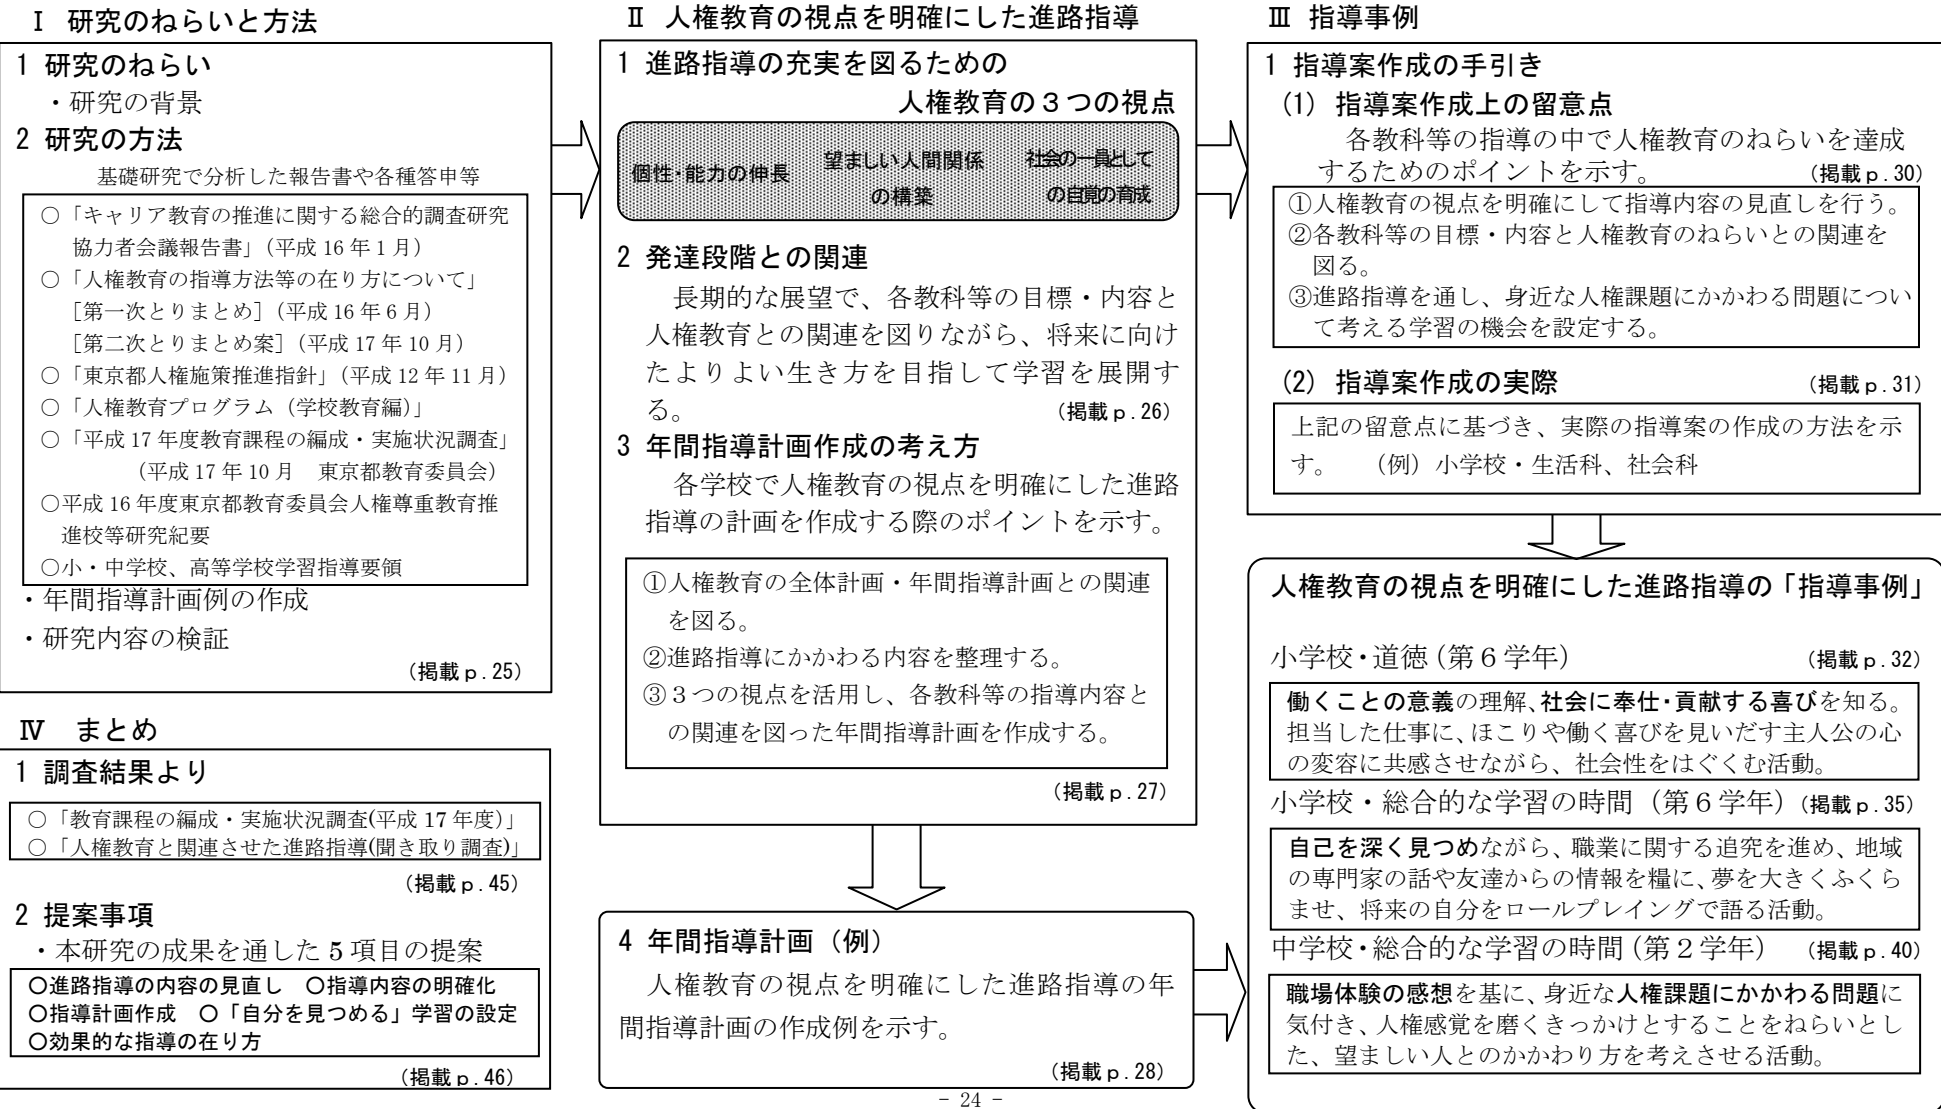 Ⅰ 研究のねらいと方法
1 研究のねらい
・研究の背景
2 研究の方法
基礎研究で分析した報告書や各種答申等
○「キャリア教育の推進に関する総合的調査研究
協力者会議報告書」（平成 16 年 1 月）
○「人権教育の指導方法等の在り方について」
［第一次とりまとめ］（平成 16 年 6 月）
［第二次とりまとめ案］（平成 17 年 10 月）
○「東京都人権施策推進指針」（平成 12 年 11 月）
○「人権教育プログラム（学校教育編）」
○「平成 17 年度教育課程の編成・実施状況調査」
（平成 17 年 10 月　東京都教育委員会）
○平成 16 年度東京都教育委員会人権尊重教育推
進校等研究紀要
○小・中学校、高等学校学習指導要領
・年間指導計画例の作成
・研究内容の検証
（掲載ｐ.25）
Ⅳ　まとめ
1 調査結果より
○「教育課程の編成・実施状況調査(平成 17 年度)」
○「人権教育と関連させた進路指導(聞き取り調査)」
（掲載ｐ.45）
2 提案事項
・本研究の成果を通した 5 項目の提案
○進路指導の内容の見直し　○指導内容の明確化
○指導計画作成　○「自分を見つめる」学習の設定
○効果的な指導の在り方
（掲載ｐ.46）
Ⅱ 人権教育の視点を明確にした進路指導
1 進路指導の充実を図るための
人権教育の３つの視点
個性・能力の伸長
望ましい人間関係
の構築
社会の一員として
の自覚の育成
2 発達段階との関連
長期的な展望で、各教科等の目標・内容と
人権教育との関連を図りながら、将来に向け
たよりよい生き方を目指して学習を展開す
る。　（掲載ｐ.26）
3 年間指導計画作成の考え方
各学校で人権教育の視点を明確にした進路
指導の計画を作成する際のポイントを示す。
①人権教育の全体計画・年間指導計画との関連
を図る。
②進路指導にかかわる内容を整理する。
③３つの視点を活用し、各教科等の指導内容と
の関連を図った年間指導計画を作成する。
（掲載ｐ.27）
4 年間指導計画（例）
人権教育の視点を明確にした進路指導の年
間指導計画の作成例を示す。
（掲載ｐ.28）
Ⅲ 指導事例
1 指導案作成の手引き
(1) 指導案作成上の留意点
各教科等の指導の中で人権教育のねらいを達成
するためのポイントを示す。　（掲載ｐ.30）
①人権教育の視点を明確にして指導内容の見直しを行う。
②各教科等の目標・内容と人権教育のねらいとの関連を
図る。
③進路指導を通し、身近な人権課題にかかわる問題につい
て考える学習の機会を設定する。
(2) 指導案作成の実際　（掲載ｐ.31）
上記の留意点に基づき、実際の指導案の作成の方法を示
す。　（例）小学校・生活科、社会科
人権教育の視点を明確にした進路指導の「指導事例」
小学校・道徳（第６学年）　（掲載ｐ.32）
働くことの意義の理解、社会に奉仕・貢献する喜びを知る。
担当した仕事に、ほこりや働く喜びを見いだす主人公の心
の変容に共感させながら、社会性をはぐくむ活動。
小学校・総合的な学習の時間（第６学年）（掲載ｐ.35）
自己を深く見つめながら、職業に関する追究を進め、地域
の専門家の話や友達からの情報を糧に、夢を大きくふくら
ませ、将来の自分をロールプレイングで語る活動。
中学校・総合的な学習の時間（第２学年）　（掲載ｐ.40）
職場体験の感想を基に、身近な人権課題にかかわる問題に
気付き、人権感覚を磨くきっかけとすることをねらいとし
た、望ましい人とのかかわり方を考えさせる活動。
- 24 -